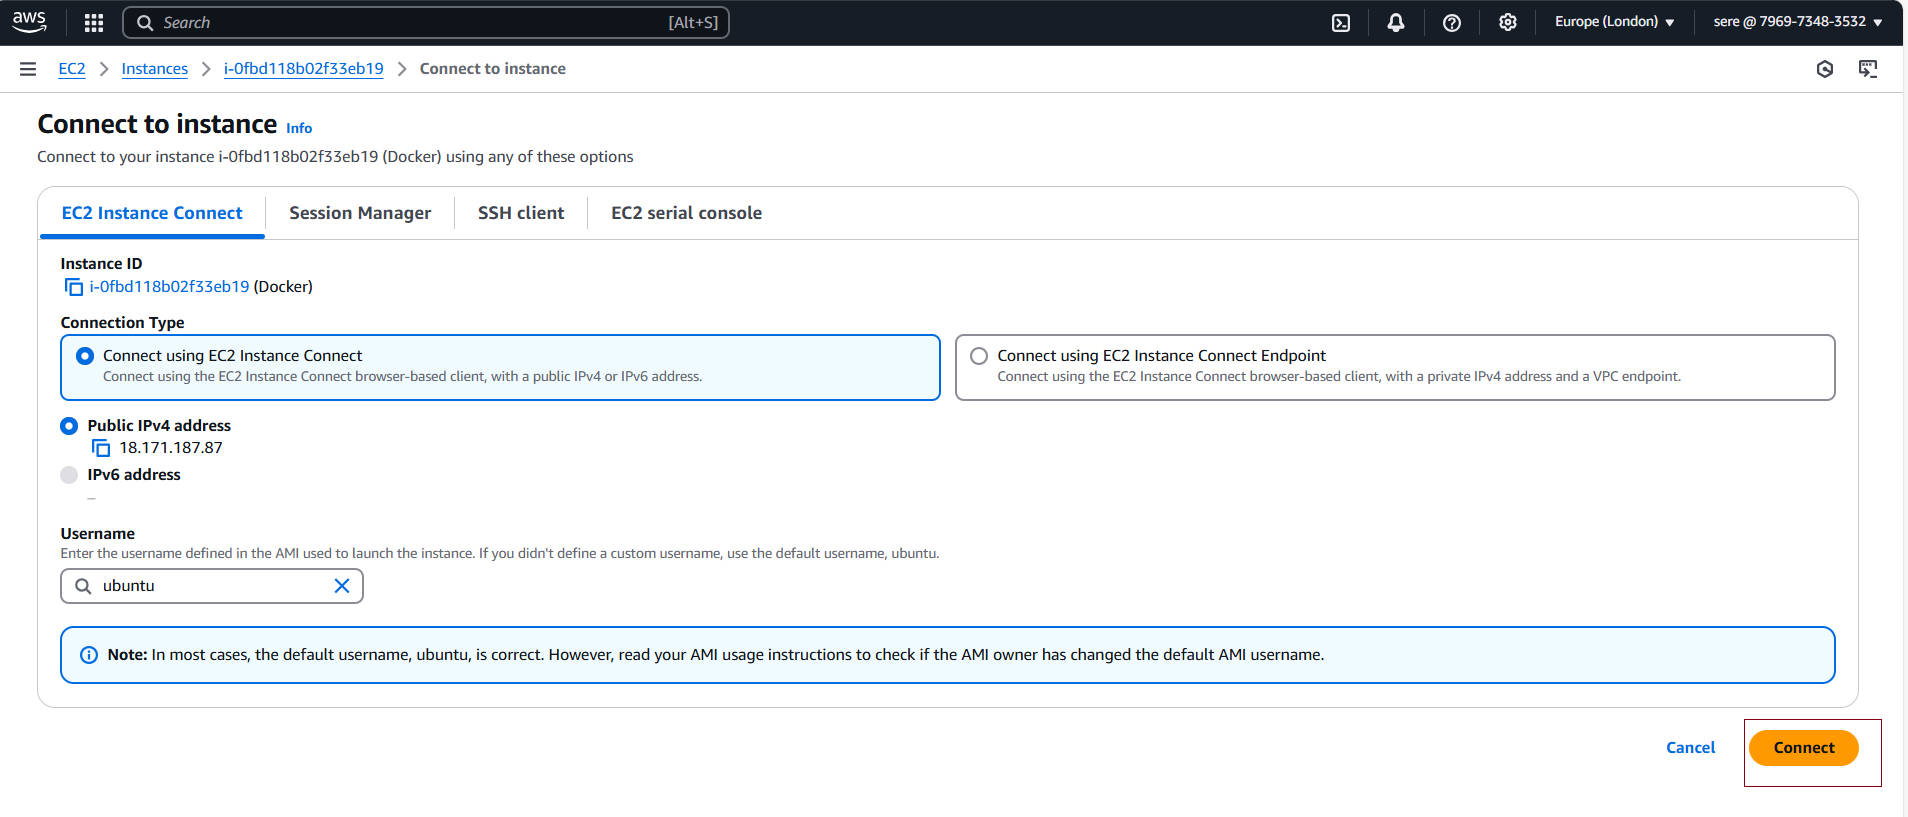 aws Search [Alt+S] Europe (London) sere @ 7969-7348-3532
EC2 Instances i-0fbd118b02f33eb19 Connect to instance
Connect to instance Info
Connect to your instance i-0fbd118b02f33eb19 (Docker) using any of these options
EC2 Instance Connect Session Manager SSH client EC2 serial console
Instance ID
i-0fbd118b02f33eb19 (Docker)
Connection Type
Connect using EC2 Instance Connect
Connect using the EC2 Instance Connect browser-based client, with a public IPv4 or IPv6 address.
Connect using EC2 Instance Connect Endpoint
Connect using the EC2 Instance Connect browser-based client, with a private IPv4 address and a VPC endpoint.
Public IPv4 address
18.171.187.87
IPv6 address
–
Username
Enter the username defined in the AMI used to launch the instance. If you didn't define a custom username, use the default username, ubuntu.
ubuntu
Note: In most cases, the default username, ubuntu, is correct. However, read your AMI usage instructions to check if the AMI owner has changed the default AMI username.
Cancel Connect